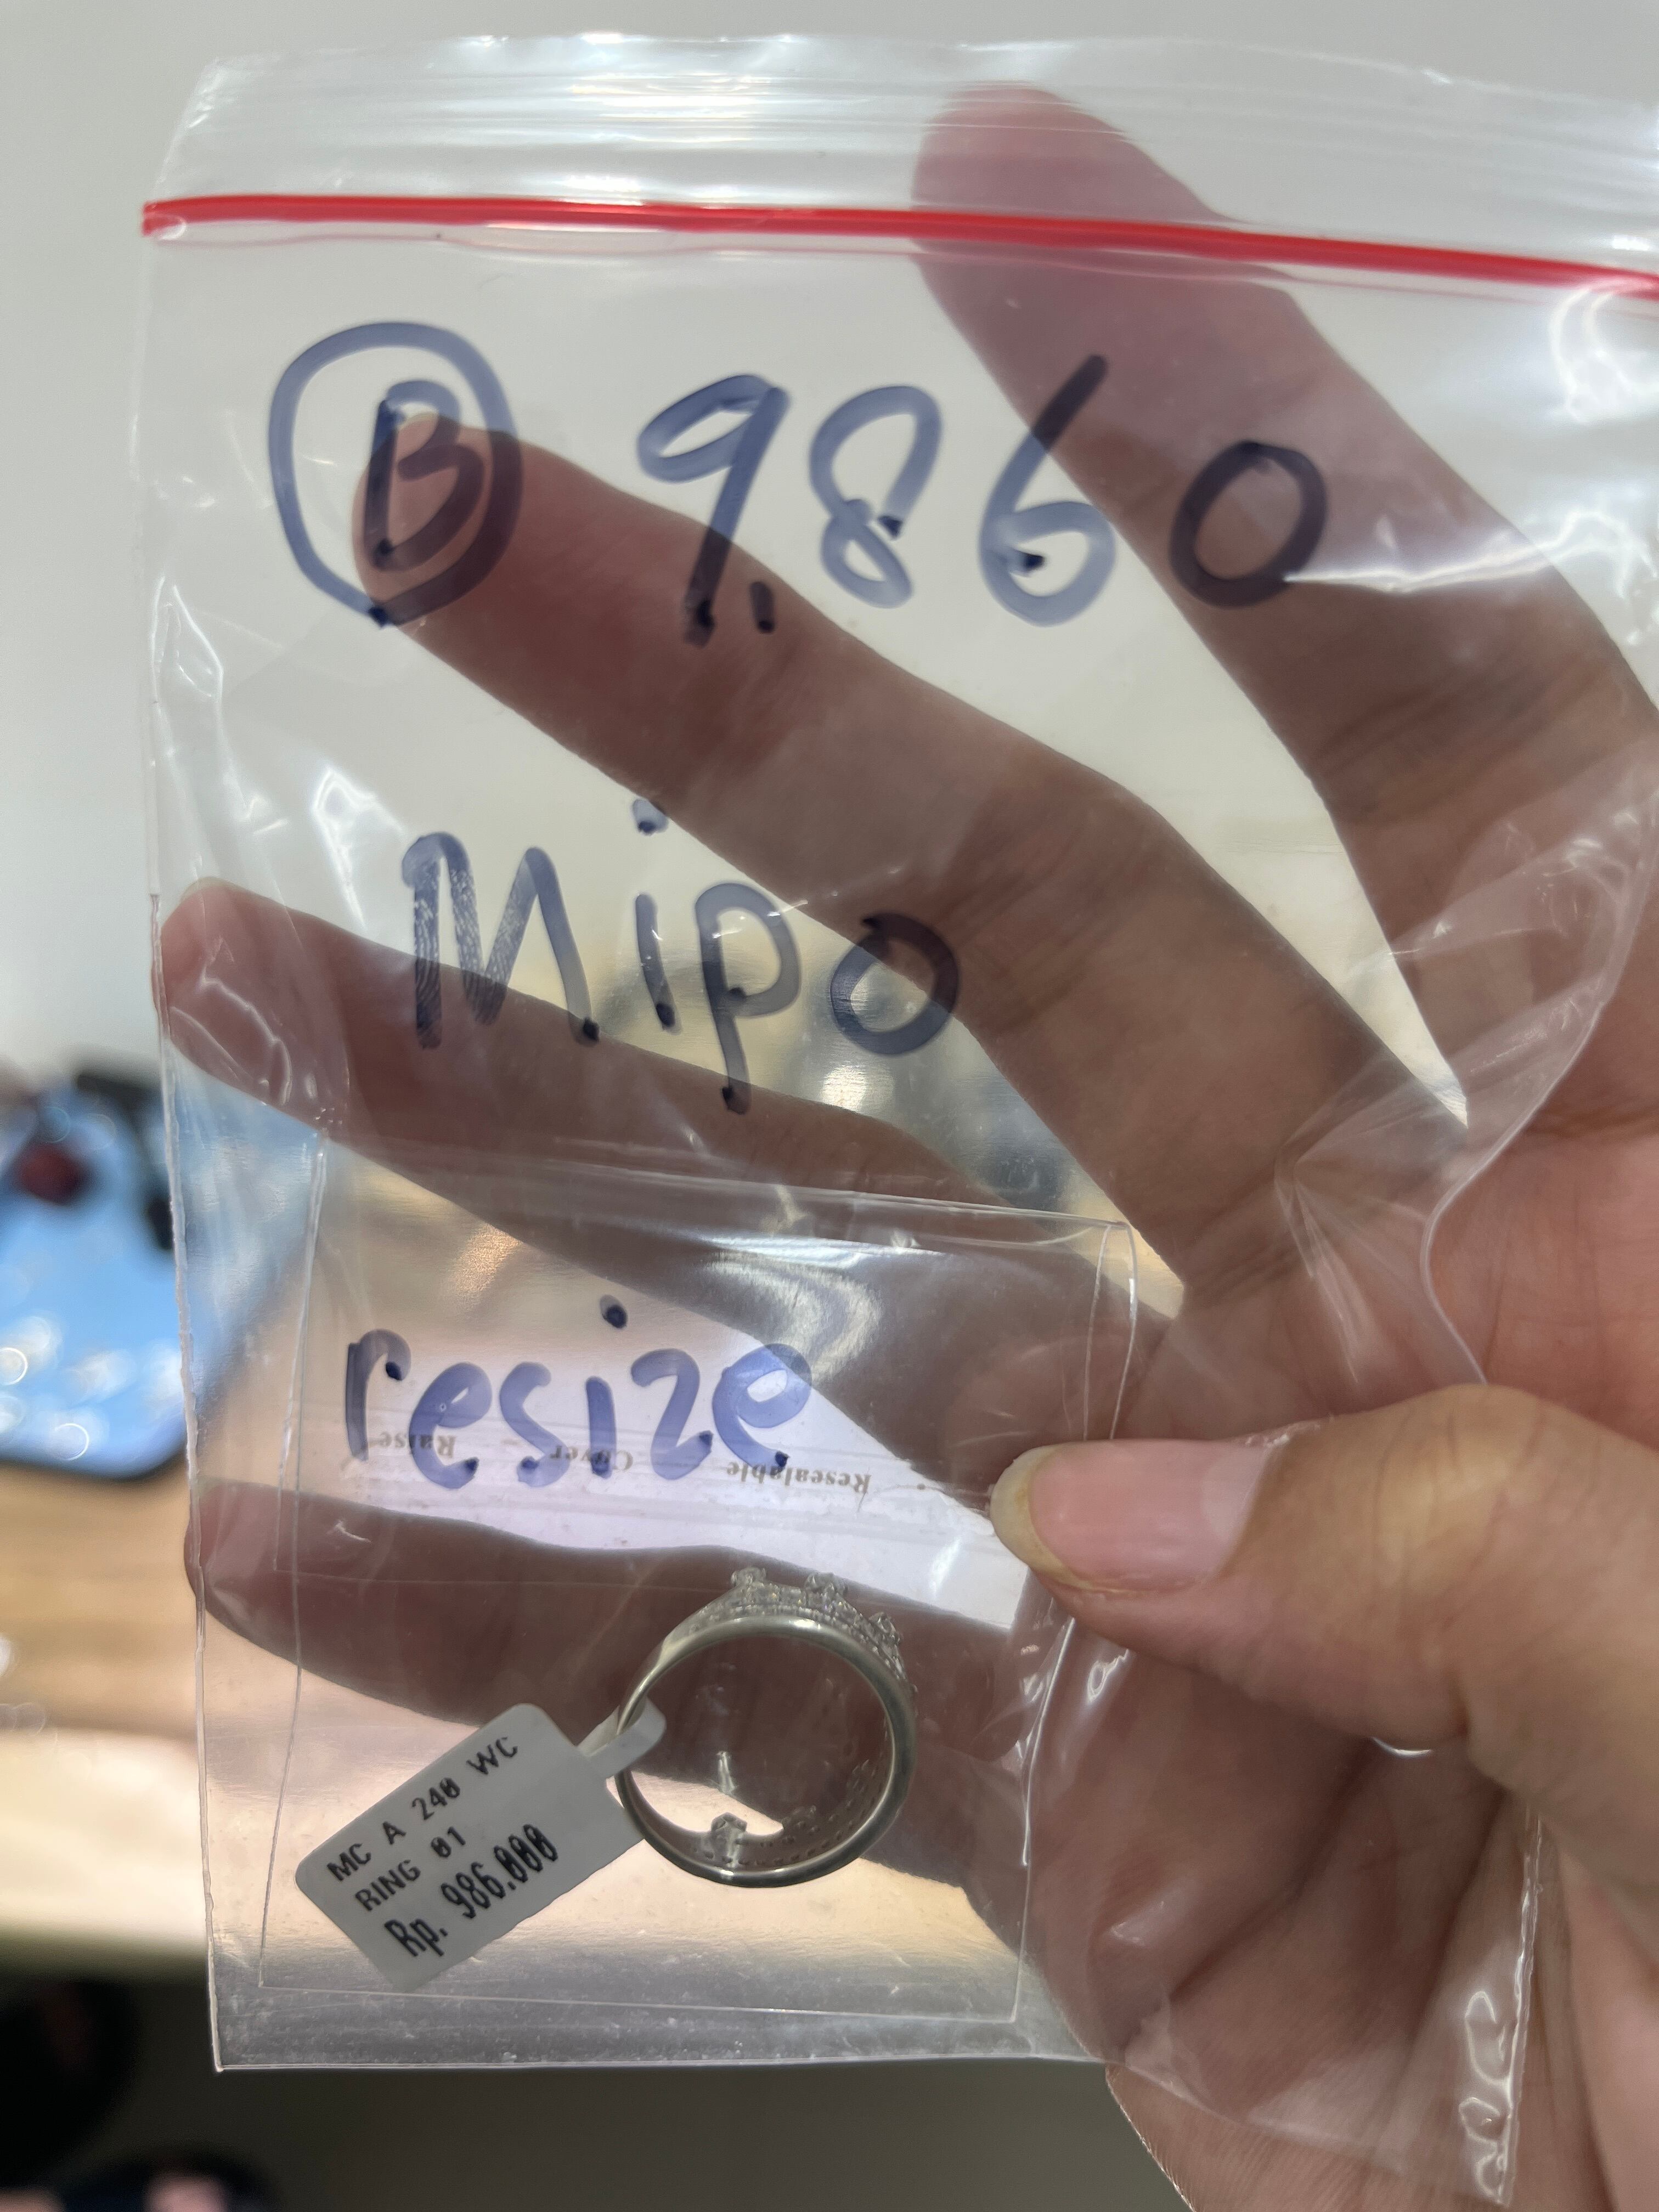 B 9,860
Mipo
resize
Resealable Cover - Raise
MC A 240 WC
RING 01
Rp. 986.000